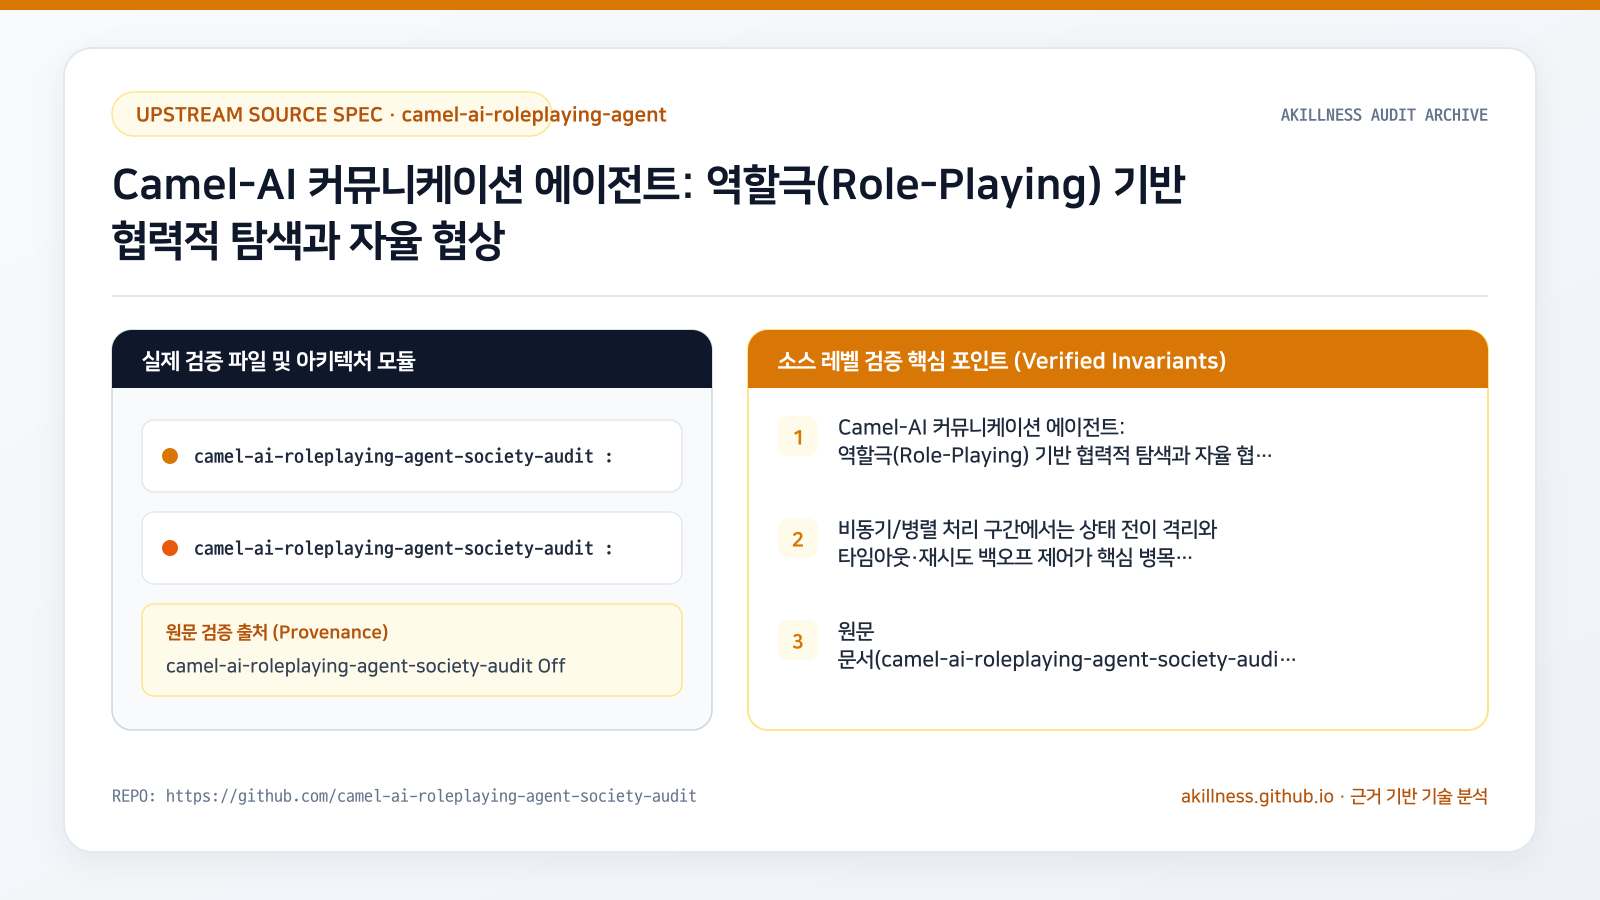 UPSTREAM SOURCE SPEC · camel-ai-roleplaying-agent
AKILLNESS AUDIT ARCHIVE
Camel-AI 커뮤니케이션 에이전트: 역할극(Role-Playing) 기반
협력적 탐색과 자율 협상
실제 검증 파일 및 아키텍처 모듈
camel-ai-roleplaying-agent-society-audit :
camel-ai-roleplaying-agent-society-audit :
원문 검증 출처 (Provenance)
camel-ai-roleplaying-agent-society-audit Off
소스 레벨 검증 핵심 포인트 (Verified Invariants)
1
Camel-AI 커뮤니케이션 에이전트:
역할극(Role-Playing) 기반 협력적 탐색과 자율 협…
2
비동기/병렬 처리 구간에서는 상태 전이 격리와
타임아웃·재시도 백오프 제어가 핵심 병목…
3
원문
문서(camel-ai-roleplaying-agent-society-audi…
REPO: https://github.com/camel-ai-roleplaying-agent-society-audit
akillness.github.io · 근거 기반 기술 분석